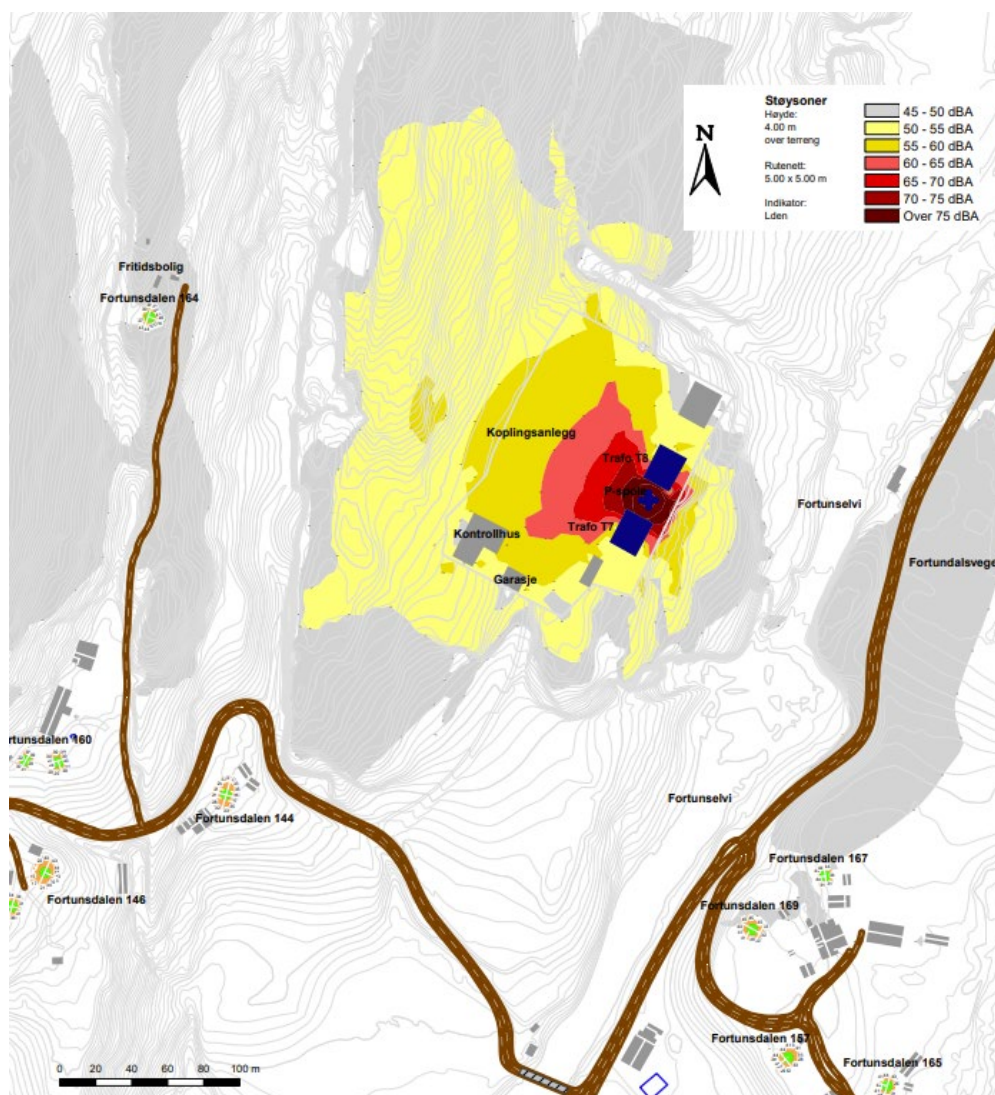 Støysoner
Høyde:
4.00 m
over terreng
Rutenett:
5.00 x 5.00 m
Indikator:
Lden
45 - 50 dBA
50 - 55 dBA
55 - 60 dBA
60 - 65 dBA
65 - 70 dBA
70 - 75 dBA
Over 75 dBA
N
Fritidsbolig
Fortunsdalen 164
Koplingsanlegg
Trafo T8
P-spole
Trafo T7
Kontrollhus
Garasje
Fortunselvi
Fortundalsvege
rtunsdalen 160
Fortunsdalen 144
Fortunselvi
Fortunsdalen 146
Fortunsdalen 167
Fortunsdalen 169
Fortunsdalen 157
Fortunsdalen 165
0 20 40 60 80 100 m